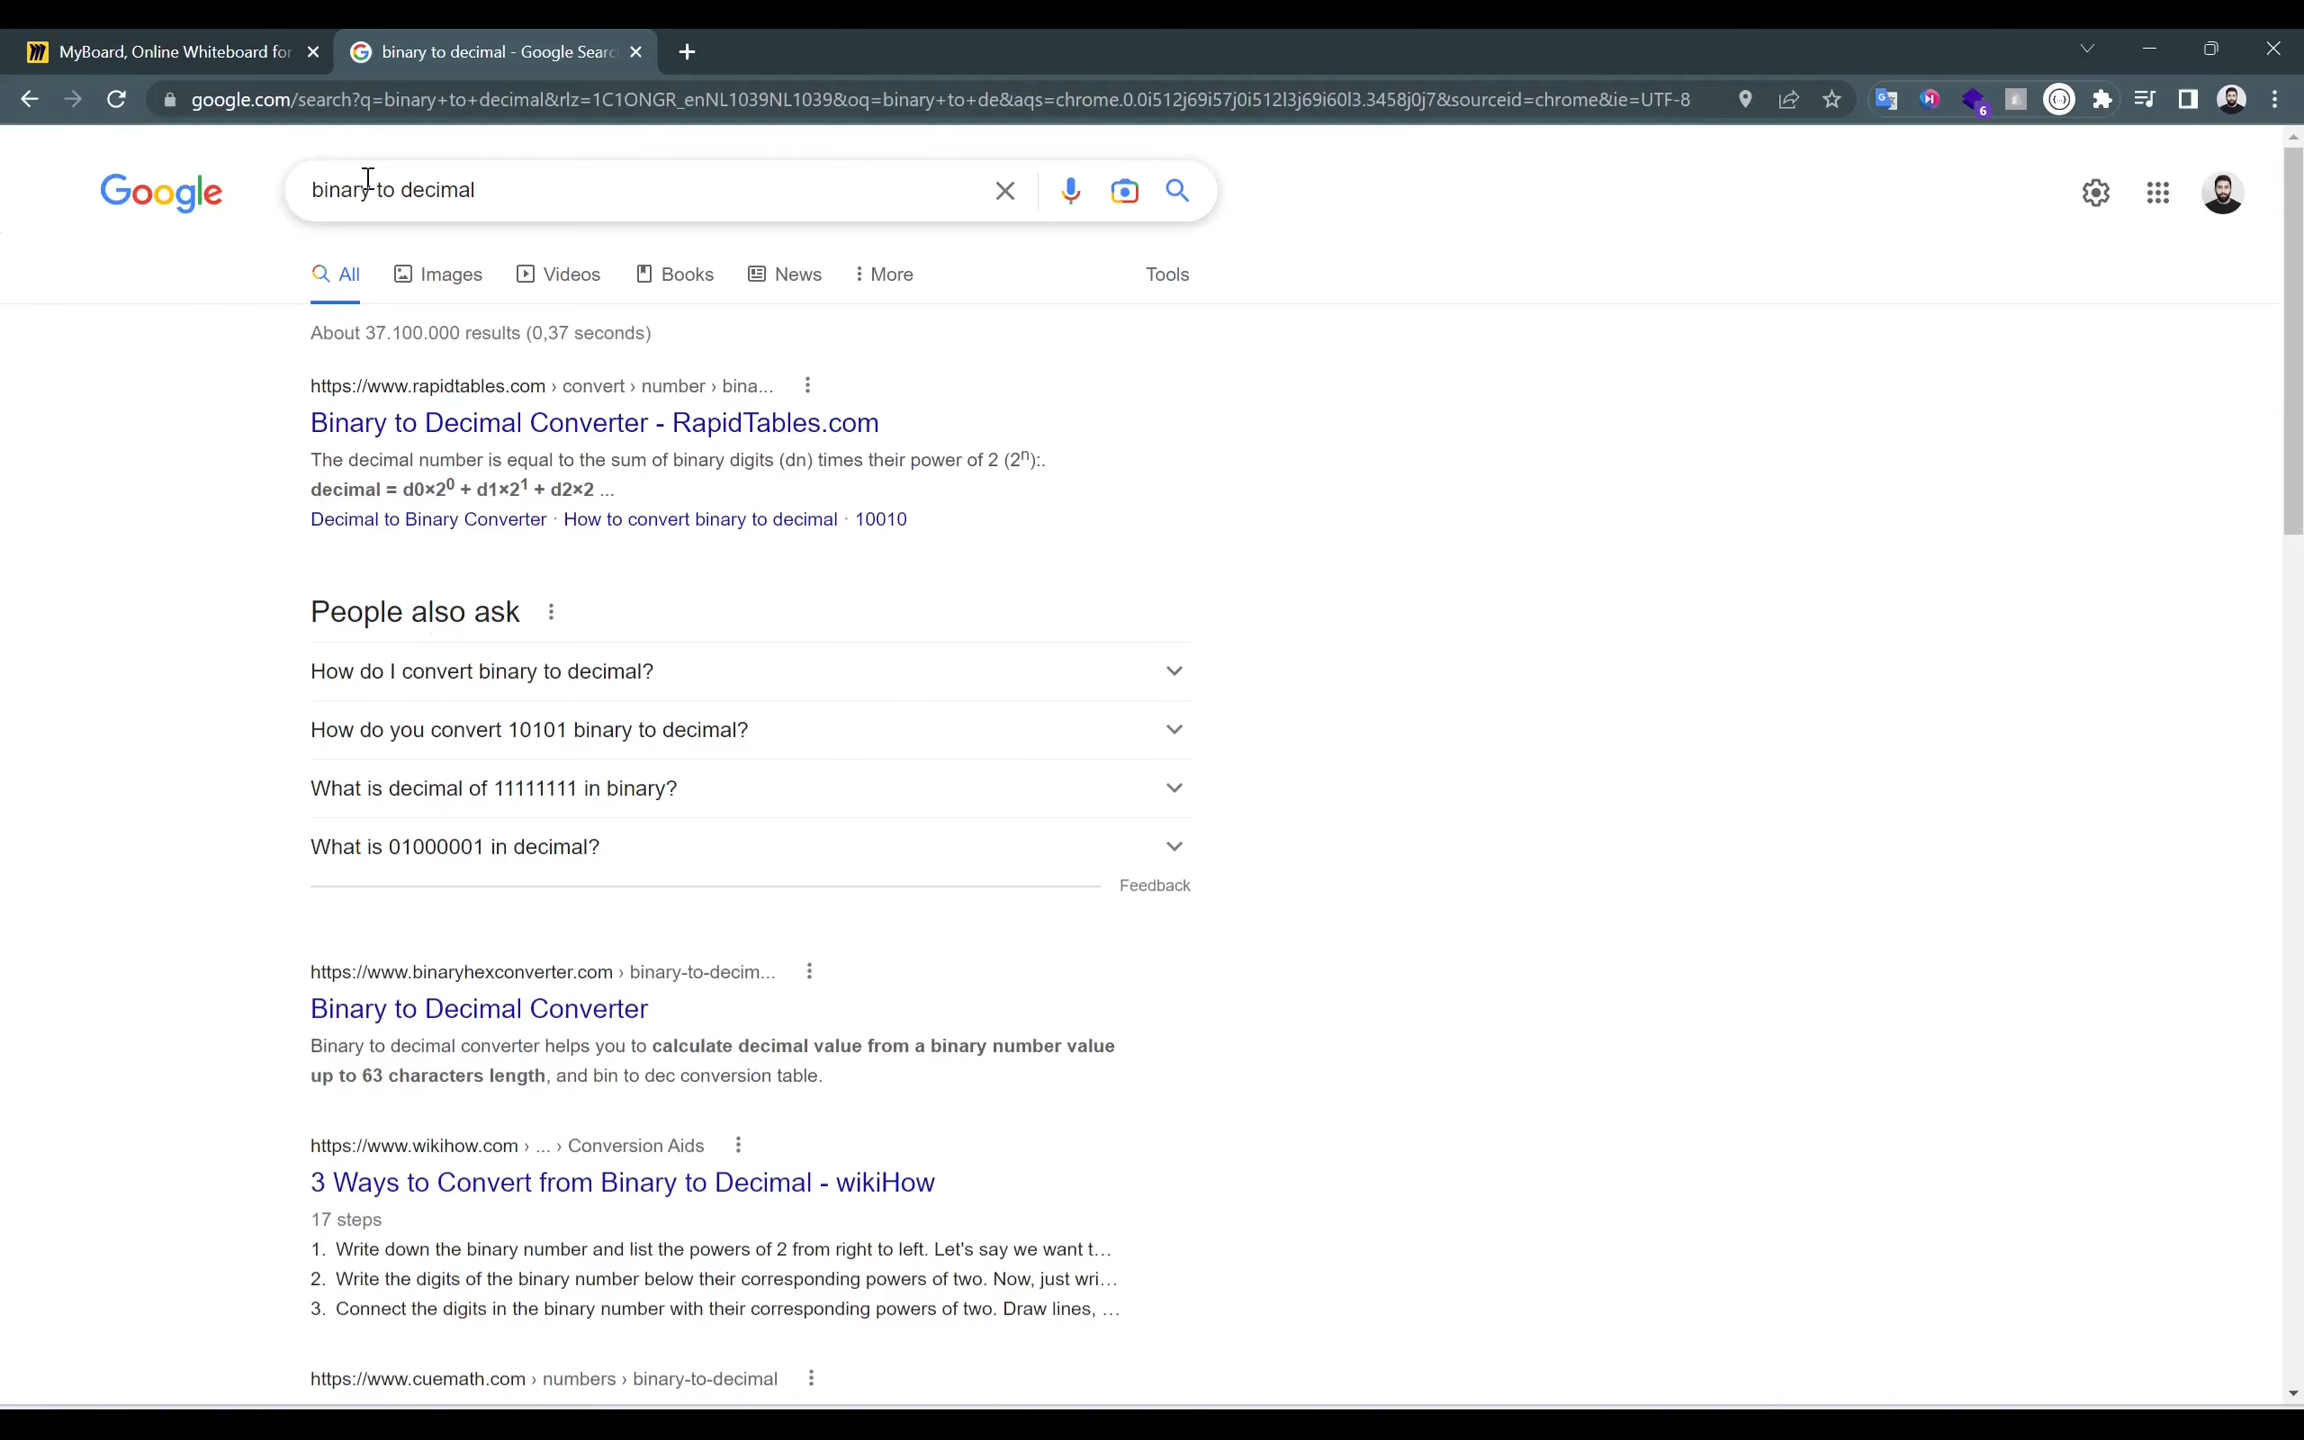 MyBoard, Online Whiteboard for
binary to decimal - Google Searc
google.com/search?q=binary+to+decimal&rlz=1C1ONGR_enNL1039NL1039&oq=binary+to+de&aqs=chrome.0.0i512j69i57j0i512l3j69i60l3.3458j0j7&sourceid=chrome&ie=UTF-8
6
Google
binary to decimal
All
Images
Videos
Books
News
More
Tools
About 37.100.000 results (0,37 seconds)
https://www.rapidtables.com › convert › number › bina...
Binary to Decimal Converter - RapidTables.com
The decimal number is equal to the sum of binary digits (dn) times their power of 2 (2ⁿ):.
decimal = d0×2⁰ + d1×2¹ + d2×2 ...
Decimal to Binary Converter · How to convert binary to decimal · 10010
People also ask
How do I convert binary to decimal?
How do you convert 10101 binary to decimal?
What is decimal of 11111111 in binary?
What is 01000001 in decimal?
Feedback
https://www.binaryhexconverter.com › binary-to-decim...
Binary to Decimal Converter
Binary to decimal converter helps you to calculate decimal value from a binary number value
up to 63 characters length, and bin to dec conversion table.
https://www.wikihow.com › ... › Conversion Aids
3 Ways to Convert from Binary to Decimal - wikiHow
17 steps
1. Write down the binary number and list the powers of 2 from right to left. Let's say we want t...
2. Write the digits of the binary number below their corresponding powers of two. Now, just wri...
3. Connect the digits in the binary number with their corresponding powers of two. Draw lines, ...
https://www.cuemath.com › numbers › binary-to-decimal